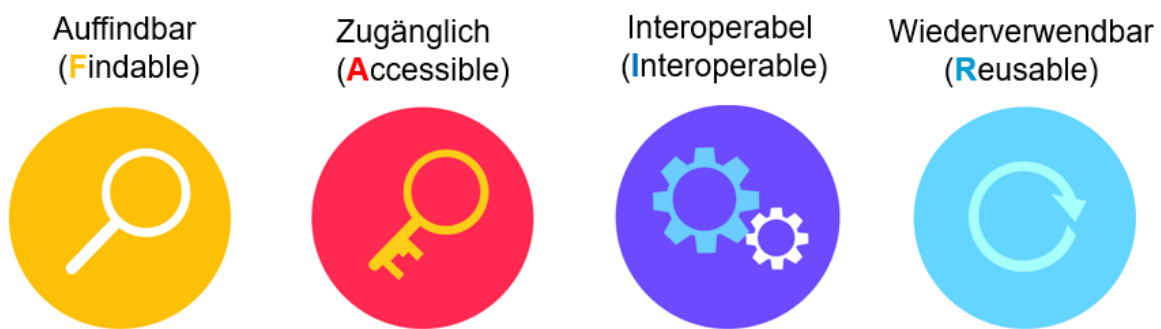 Auffindbar
(Findable)
Zugänglich
(Accessible)
Interoperabel
(Interoperable)
Wiederverwendbar
(Reusable)